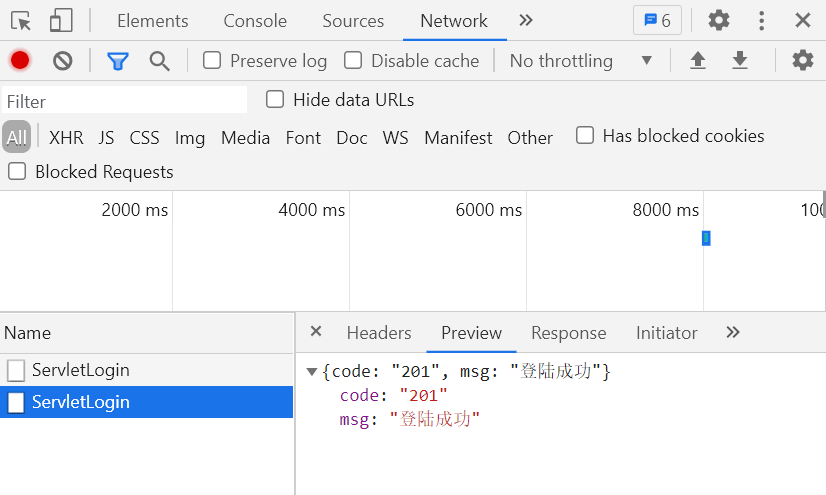 Elements Console Sources Network 6
Preserve log Disable cache No throttling
Filter Hide data URLs
All XHR JS CSS Img Media Font Doc WS Manifest Other Has blocked cookies
Blocked Requests
2000 ms 4000 ms 6000 ms 8000 ms 100
Name
Headers Preview Response Initiator
ServletLogin
ServletLogin
{code: "201", msg: "登陆成功"}
code: "201"
msg: "登陆成功"